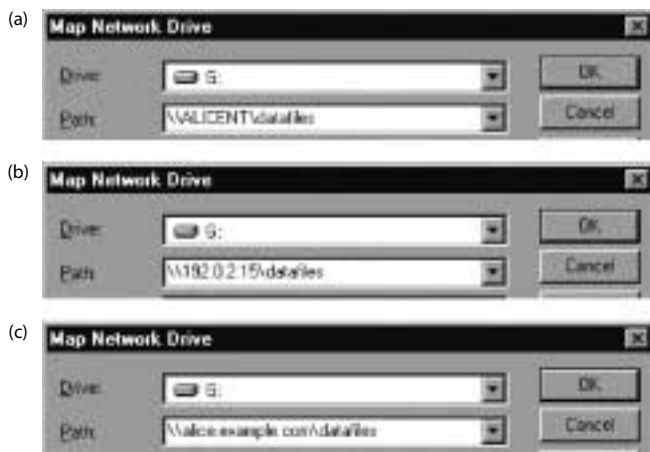 (a)
Map Network Drive
Drive: G: OK
Path: \\ALICENT\datafiles Cancel
(b)
Map Network Drive
Drive: G: OK
Path: \\192.0.2.15\datafiles Cancel
(c)
Map Network Drive
Drive: G: OK
Path: \\alice.example.com\datafiles Cancel